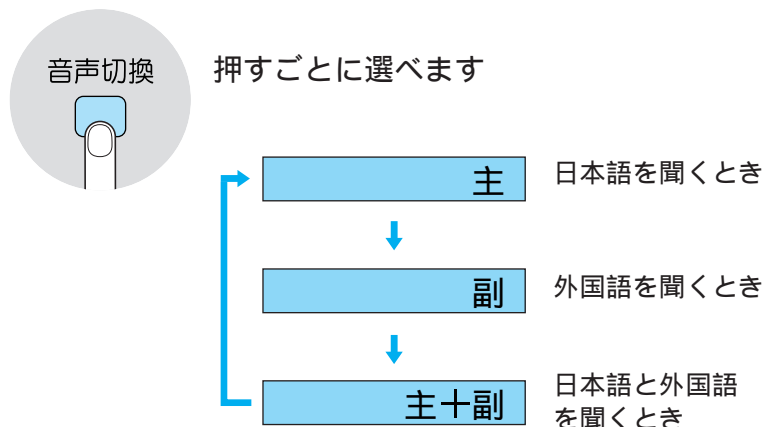 音声切換
押すごとに選べます
主
日本語を聞くとき
副
外国語を聞くとき
主＋副
日本語と外国語
を聞くとき